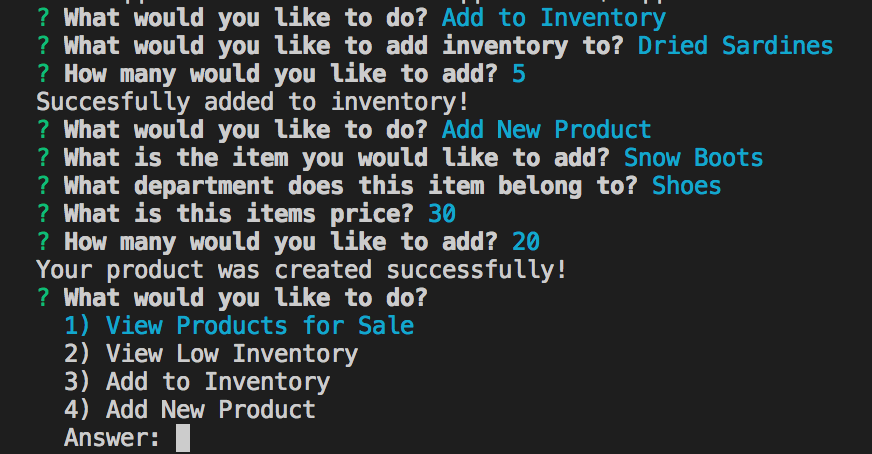 ? What would you like to do? Add to Inventory
? What would you like to add inventory to? Dried Sardines
? How many would you like to add? 5
Succesfully added to inventory!
? What would you like to do? Add New Product
? What is the item you would like to add? Snow Boots
? What department does this item belong to? Shoes
? What is this items price? 30
? How many would you like to add? 20
Your product was created successfully!
? What would you like to do?
1) View Products for Sale
2) View Low Inventory
3) Add to Inventory
4) Add New Product
Answer: